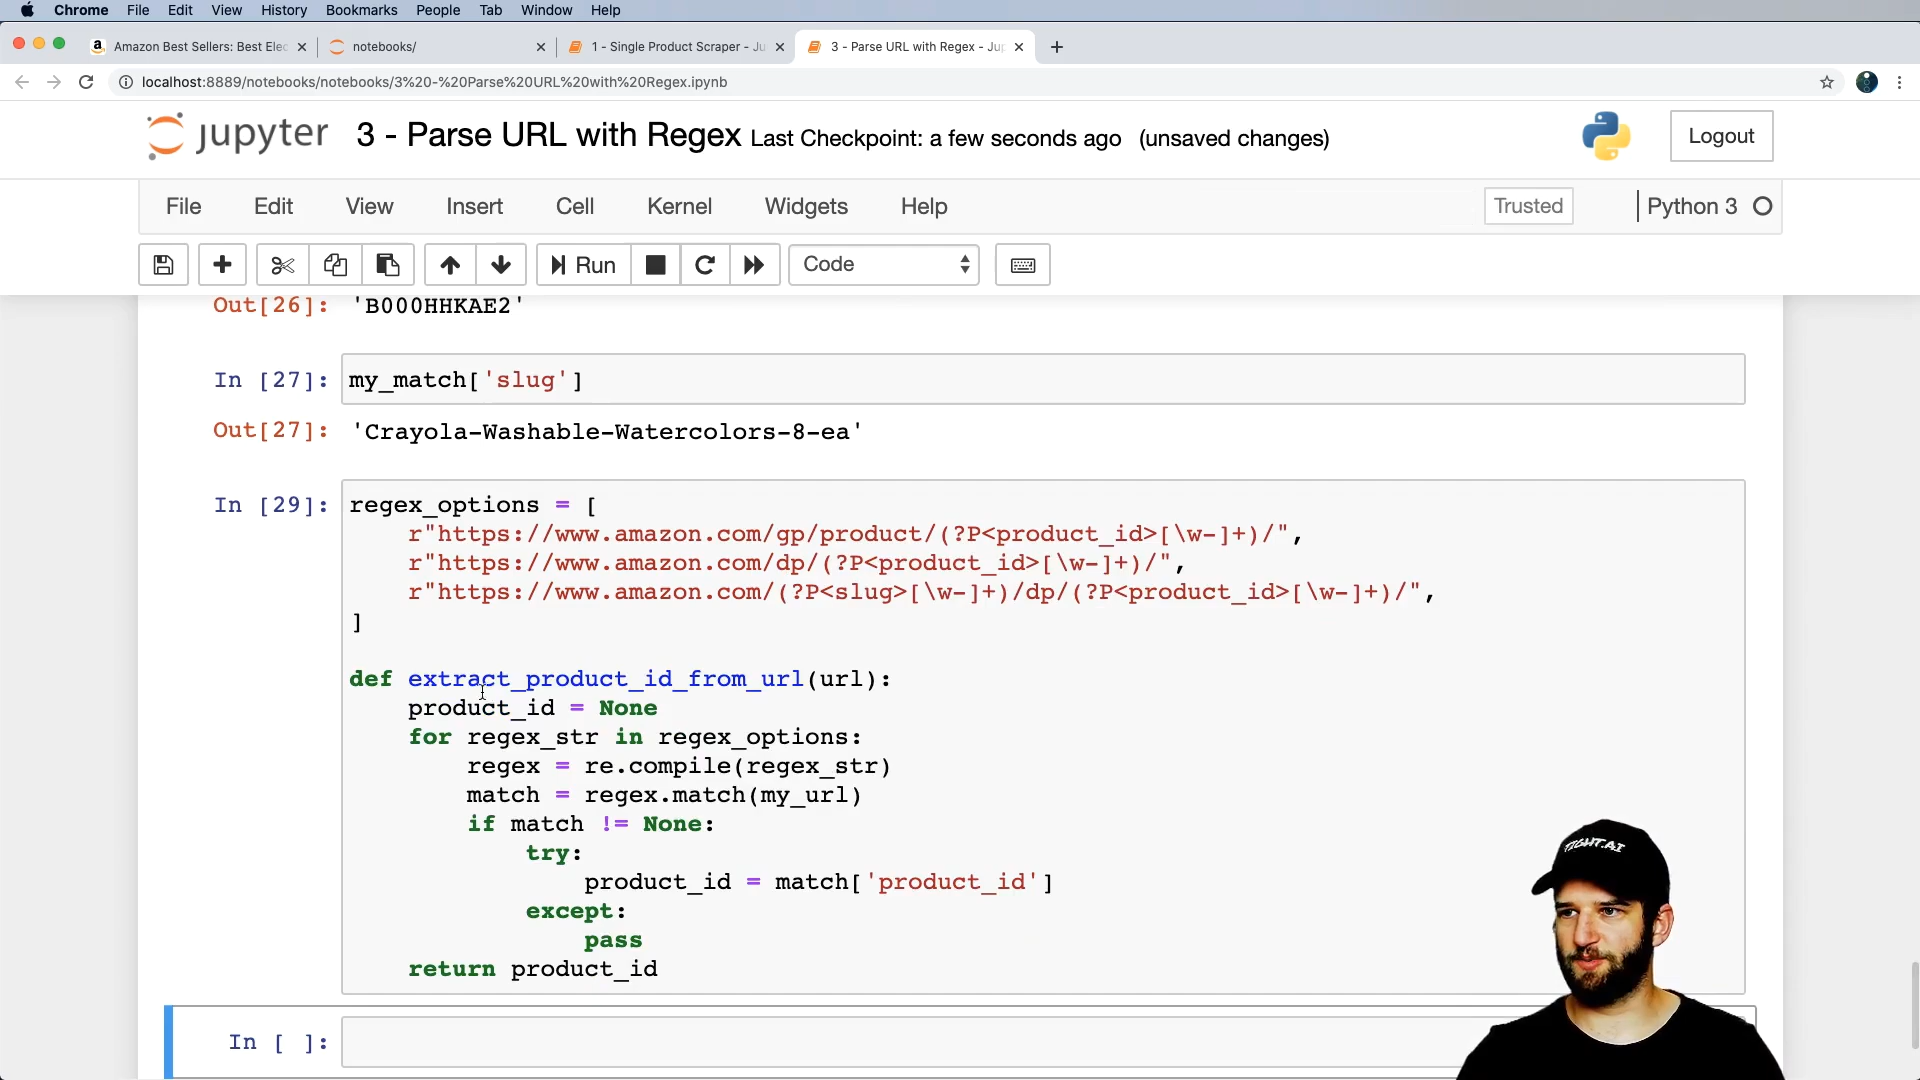 Chrome File Edit View History Bookmarks People Tab Window Help
Amazon Best Sellers: Best Elec
notebooks/
1 - Single Product Scraper - Ju
3 - Parse URL with Regex - Jup
localhost:8889/notebooks/notebooks/3%20-%20Parse%20URL%20with%20Regex.ipynb
jupyter 3 - Parse URL with Regex Last Checkpoint: a few seconds ago (unsaved changes)
Logout
File Edit View Insert Cell Kernel Widgets Help
Trusted
Python 3
Run
Code
Out[26]: 'B000HHKAE2'
In [27]: my_match['slug']
Out[27]: 'Crayola-Washable-Watercolors-8-ea'
In [29]: regex_options = [
r"https://www.amazon.com/gp/product/(?P<product_id>[\w-]+)/",
r"https://www.amazon.com/dp/(?P<product_id>[\w-]+)/",
r"https://www.amazon.com/(?P<slug>[\w-]+)/dp/(?P<product_id>[\w-]+)/",
]
def extract_product_id_from_url(url):
product_id = None
for regex_str in regex_options:
regex = re.compile(regex_str)
match = regex.match(my_url)
if match != None:
try:
product_id = match['product_id']
except:
pass
return product_id
In [ ]:
TIGHT.AI